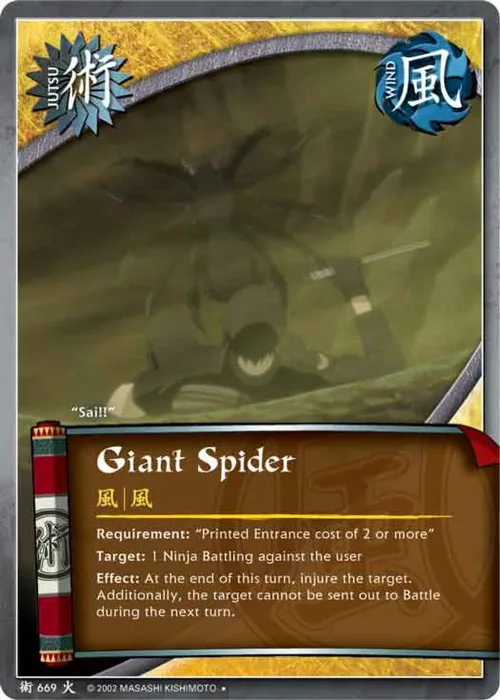 JUTSU 術
WIND 風
"Sai!!"
Giant Spider
風|風
Requirement: "Printed Entrance cost of 2 or more"
Target: 1 Ninja Battling against the user
Effect: At the end of this turn, injure the target.
Additionally, the target cannot be sent out to Battle
during the next turn.
術
術 669 火 © 2002 MASASHI KISHIMOTO •